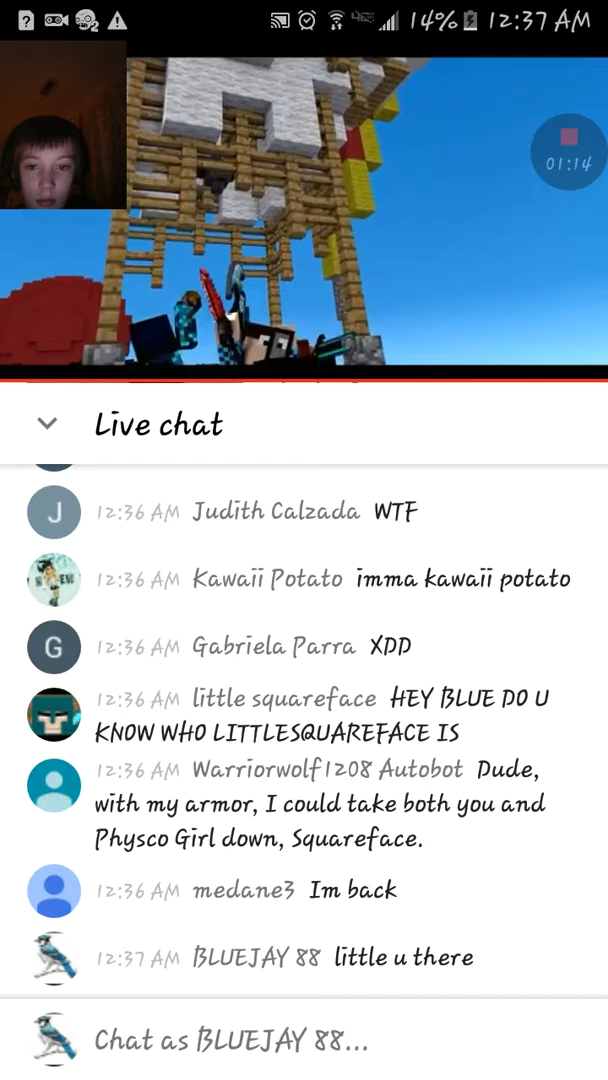 14% 12:37 AM
01:14
Live chat
J 12:36 AM Judith Calzada WTF
12:36 AM Kawaii Potato imma kawaii potato
G 12:36 AM Gabriela Parra XDD
12:36 AM little squareface HEY BLUE DO U
KNOW WHO LITTLESQUAREFACE IS
12:36 AM Warriorwolf1208 Autobot Dude,
with my armor, I could take both you and
Physco Girl down, Squareface.
12:36 AM medane3 Im back
12:37 AM BLUEJAY 88 little u there
Chat as BLUEJAY 88...